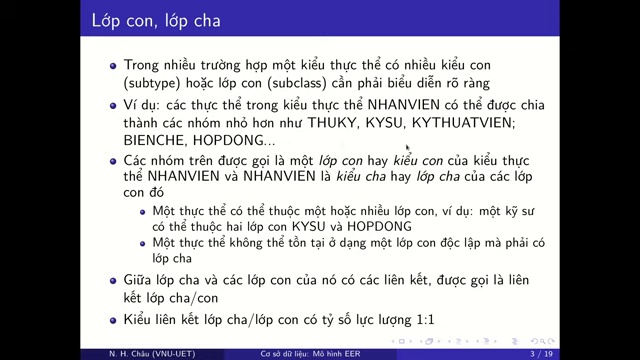 Lớp con, lớp cha
Trong nhiều trường hợp một kiểu thực thể có nhiều kiểu con
(subtype) hoặc lớp con (subclass) cần phải biểu diễn rõ ràng
Ví dụ: các thực thể trong kiểu thực thể NHANVIEN có thể được chia
thành các nhóm nhỏ hơn như THUKY, KYSU, KYTHUATVIEN;
BIENCHE, HOPDONG...
Các nhóm trên được gọi là một lớp con hay kiểu con của kiểu thực
thể NHANVIEN và NHANVIEN là kiểu cha hay lớp cha của các lớp
con đó
Một thực thể có thể thuộc một hoặc nhiều lớp con, ví dụ: một kỹ sư
có thể thuộc hai lớp con KYSU và HOPDONG
Một thực thể không thể tồn tại ở dạng một lớp con độc lập mà phải có
lớp cha
Giữa lớp cha và các lớp con của nó có các liên kết, được gọi là liên
kết lớp cha/con
Kiểu liên kết lớp cha/lớp con có tỷ số lực lượng 1:1
N. H. Châu (VNU-UET) Cơ sở dữ liệu: Mô hình EER 3 / 19